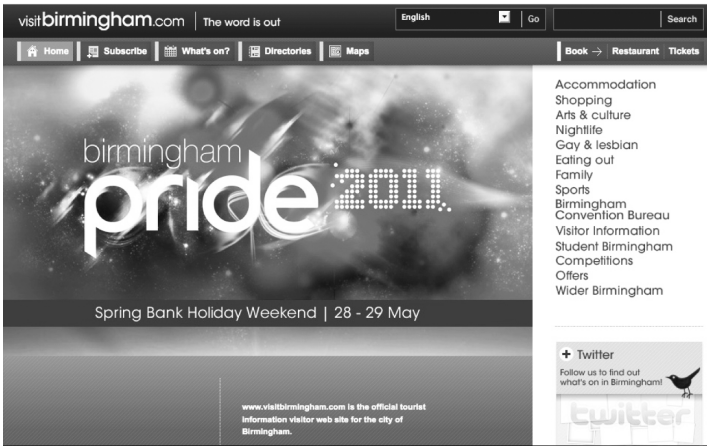 visitbirmingham.com | The word is out
English
Go
Search
Home
Subscribe
What's on?
Directories
Maps
Book →
Restaurant
Tickets
birmingham
pride 2011
Spring Bank Holiday Weekend | 28 - 29 May
www.visitbirmingham.com is the official tourist
information visitor web site for the city of
Birmingham.
Accommodation
Shopping
Arts & culture
Nightlife
Gay & lesbian
Eating out
Family
Sports
Birmingham
Convention Bureau
Visitor Information
Student Birmingham
Competitions
Offers
Wider Birmingham
Twitter
Follow us to find out
what's on in Birmingham!
twitter